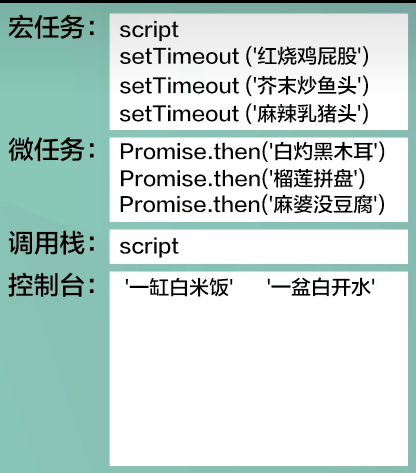 宏任务： script
setTimeout ('红烧鸡屁股')
setTimeout ('芥末炒鱼头')
setTimeout ('麻辣乳猪头')
微任务： Promise.then('白灼黑木耳')
Promise.then('榴莲拼盘')
Promise.then('麻婆没豆腐')
调用栈： script
控制台： '一缸白米饭' '一盆白开水'